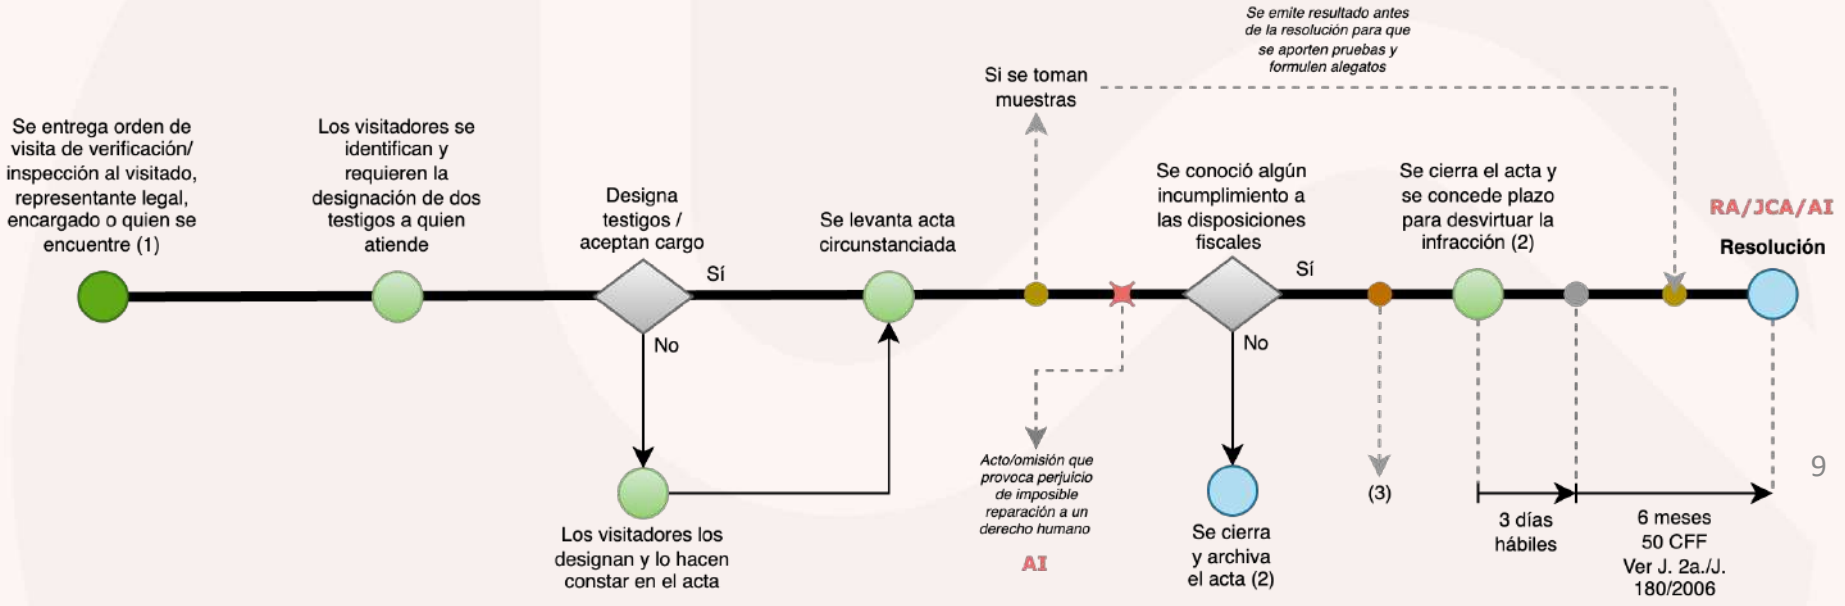 Se entrega orden de
visita de verificación/
inspección al visitado,
representante legal,
encargado o quien se
encuentre (1)
Los visitadores se
identifican y
requieren la
designación de dos
testigos a quien
atiende
Designa
testigos /
aceptan cargo
Sí
No
Los visitadores los
designan y lo hacen
constar en el acta
Se levanta acta
circunstanciada
Si se toman
muestras
Se emite resultado antes
de la resolución para que
se aporten pruebas y
formulen alegatos
Acto/omisión que
provoca perjuicio
de imposible
reparación a un
derecho humano
AI
Se conoció algún
incumplimiento a
las disposiciones
fiscales
Sí
No
Se cierra
y archiva
el acta (2)
(3)
Se cierra el acta y
se concede plazo
para desvirtuar la
infracción (2)
3 días
hábiles
6 meses
50 CFF
Ver J. 2a./J.
180/2006
RA/JCA/AI
Resolución
9